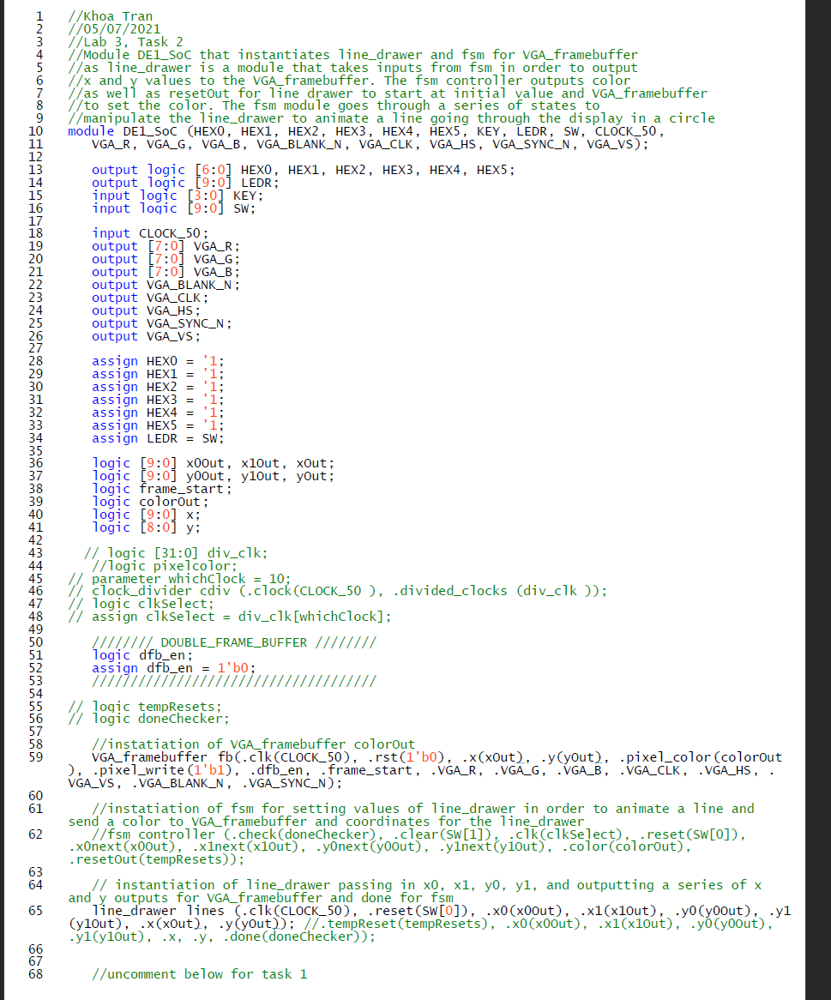 1 //Khoa Tran
2 //05/07/2021
3 //Lab 3, Task 2
4 //Module DE1_SoC that instantiates line_drawer and fsm for VGA_framebuffer
5 //as line_drawer is a module that takes inputs from fsm in order to output
6 //x and y values to the VGA_framebuffer. The fsm controller outputs color
7 //as well as resetOut for line drawer to start at initial value and VGA_framebuffer
8 //to set the color. The fsm module goes through a series of states to
9 //manipulate the line_drawer to animate a line going through the display in a circle
10 module DE1_SoC (HEX0, HEX1, HEX2, HEX3, HEX4, HEX5, KEY, LEDR, SW, CLOCK_50,
11 VGA_R, VGA_G, VGA_B, VGA_BLANK_N, VGA_CLK, VGA_HS, VGA_SYNC_N, VGA_VS);
12
13 output logic [6:0] HEX0, HEX1, HEX2, HEX3, HEX4, HEX5;
14 output logic [9:0] LEDR;
15 input logic [3:0] KEY;
16 input logic [9:0] SW;
17
18 input CLOCK_50;
19 output [7:0] VGA_R;
20 output [7:0] VGA_G;
21 output [7:0] VGA_B;
22 output VGA_BLANK_N;
23 output VGA_CLK;
24 output VGA_HS;
25 output VGA_SYNC_N;
26 output VGA_VS;
27
28 assign HEX0 = '1;
29 assign HEX1 = '1;
30 assign HEX2 = '1;
31 assign HEX3 = '1;
32 assign HEX4 = '1;
33 assign HEX5 = '1;
34 assign LEDR = SW;
35
36 logic [9:0] x0Out, x1Out, xOut;
37 logic [9:0] y0Out, y1Out, yOut;
38 logic frame_start;
39 logic colorOut;
40 logic [9:0] x;
41 logic [8:0] y;
42
43 // logic [31:0] div_clk;
44 //logic pixelcolor;
45 // parameter whichClock = 10;
46 // clock_divider cdiv (.clock(CLOCK_50 ), .divided_clocks (div_clk ));
47 // logic clkSelect;
48 // assign clkSelect = div_clk[whichClock];
49
50 //////// DOUBLE_FRAME_BUFFER ////////
51 logic dfb_en;
52 assign dfb_en = 1'b0;
53 /////////////////////////////////////
54
55 // logic tempResets;
56 // logic doneChecker;
57
58 //instatiation of VGA_framebuffer colorOut
59 VGA_framebuffer fb(.clk(CLOCK_50), .rst(1'b0), .x(xOut), .y(yOut), .pixel_color(colorOut
), .pixel_write(1'b1), .dfb_en, .frame_start, .VGA_R, .VGA_G, .VGA_B, .VGA_CLK, .VGA_HS, .
VGA_VS, .VGA_BLANK_N, .VGA_SYNC_N);
60
61 //instatiation of fsm for setting values of line_drawer in order to animate a line and
send a color to VGA_framebuffer and coordinates for the line_drawer
62 //fsm controller (.check(doneChecker), .clear(SW[1]), .clk(clkSelect), .reset(SW[0]),
.x0next(x0Out), .x1next(x1Out), .y0next(y0Out), .y1next(y1Out), .color(colorOut),
.resetOut(tempResets));
63
64 // instantiation of line_drawer passing in x0, x1, y0, y1, and outputting a series of x
and y outputs for VGA_framebuffer and done for fsm
65 line_drawer lines (.clk(CLOCK_50), .reset(SW[0]), .x0(x0Out), .x1(x1Out), .y0(y0Out), .y1
(y1Out), .x(xOut), .y(yOut)); //.tempReset(tempResets), .x0(x0Out), .x1(x1Out), .y0(y0Out),
.y1(y1Out), .x, .y, .done(doneChecker));
66
67
68 //uncomment below for task 1